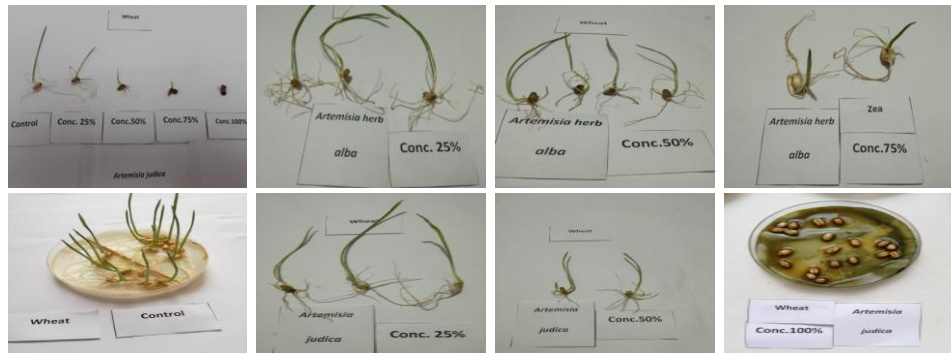 Wheat
Control
Conc. 25%
Conc.50%
Conc.75%
Conc.100%
Artemisia judica
Artemisia herb
alba
Conc. 25%
Wheat
Artemisia herb
alba
Conc.50%
Artemisia herb
alba
Zea
Conc.75%
Wheat
Control
Wheat
Artemisia
judica
Conc. 25%
Wheat
Artemisia
judica
Conc.50%
Wheat
Conc.100%
Artemisia
judica